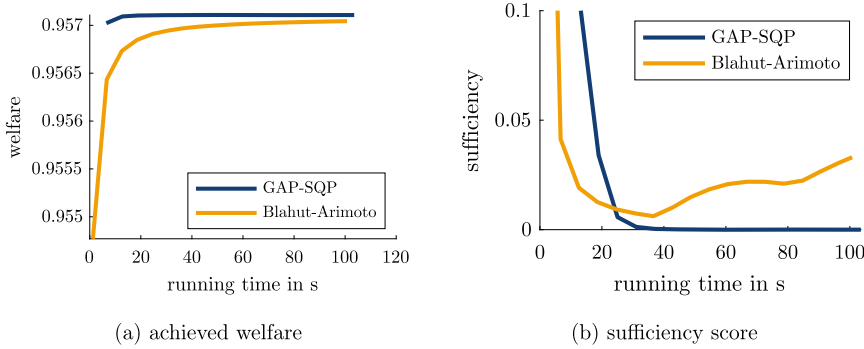 0.957
0.9565
0.956
0.9555
0.955
welfare
GAP-SQP
Blahut-Arimoto
0 20 40 60 80 100 120
running time in s
(a) achieved welfare
0.1
0.05
0
sufficiency
GAP-SQP
Blahut-Arimoto
0 20 40 60 80 100
running time in s
(b) sufficiency score